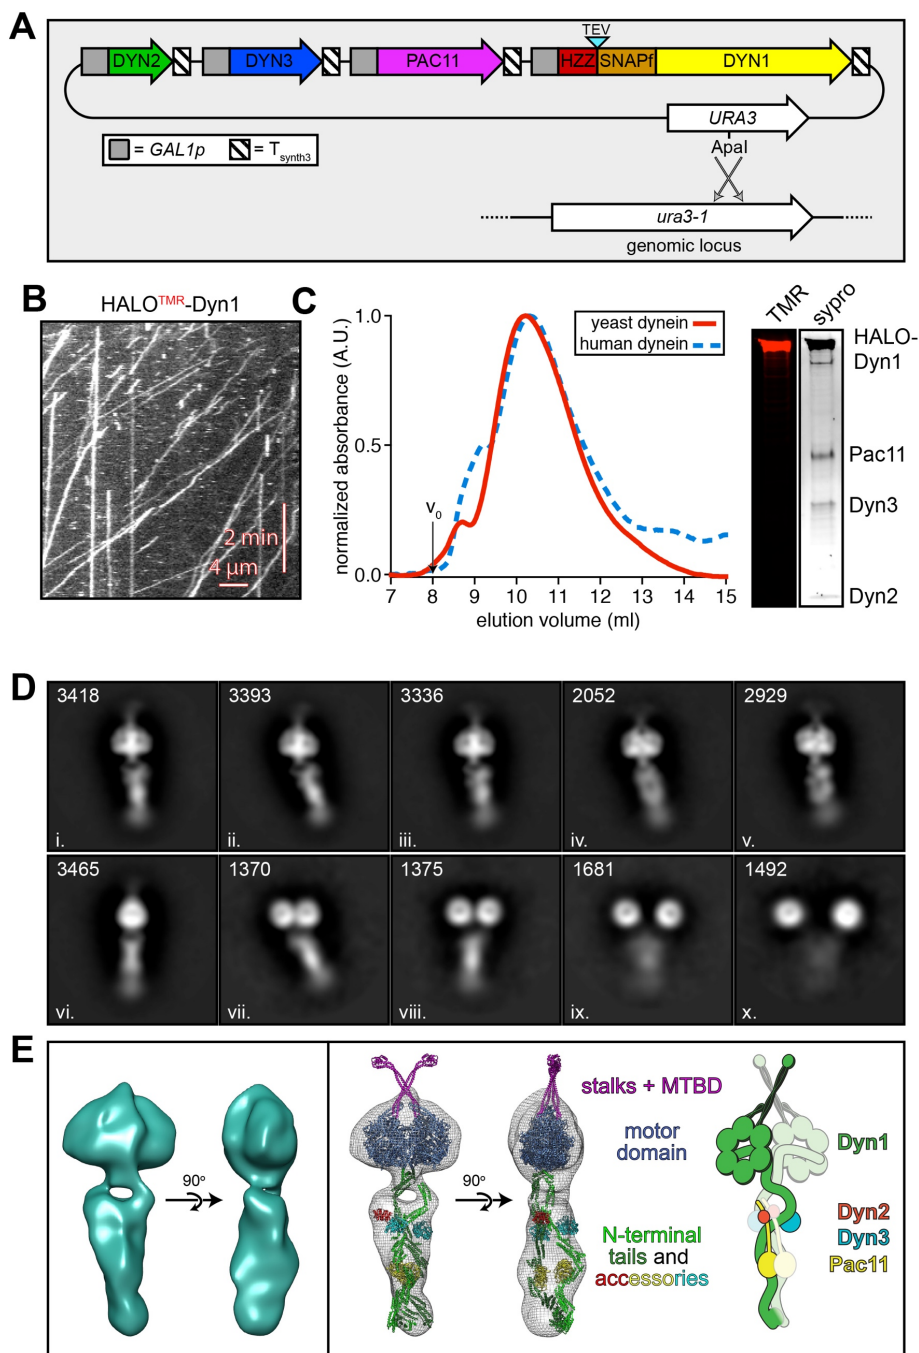 A
TEV
DYN2 DYN3 PAC11 HZZ SNAPf DYN1
URA3
= GAL1p = Tsynth3
ApaI
ura3-1
genomic locus
B
HALOTMR-Dyn1
2 min
4 μm
C
normalized absorbance (A.U.)
1.0
0.5
0.0
yeast dynein
human dynein
v0
7 8 9 10 11 12 13 14 15
elution volume (ml)
TMR sypro
HALO-
Dyn1
Pac11
Dyn3
Dyn2
D
3418 3393 3336 2052 2929
i. ii. iii. iv. v.
3465 1370 1375 1681 1492
vi. vii. viii. ix. x.
E
90º
90º
stalks + MTBD
motor
domain
N-terminal
tails and
accessories
Dyn1
Dyn2
Dyn3
Pac11